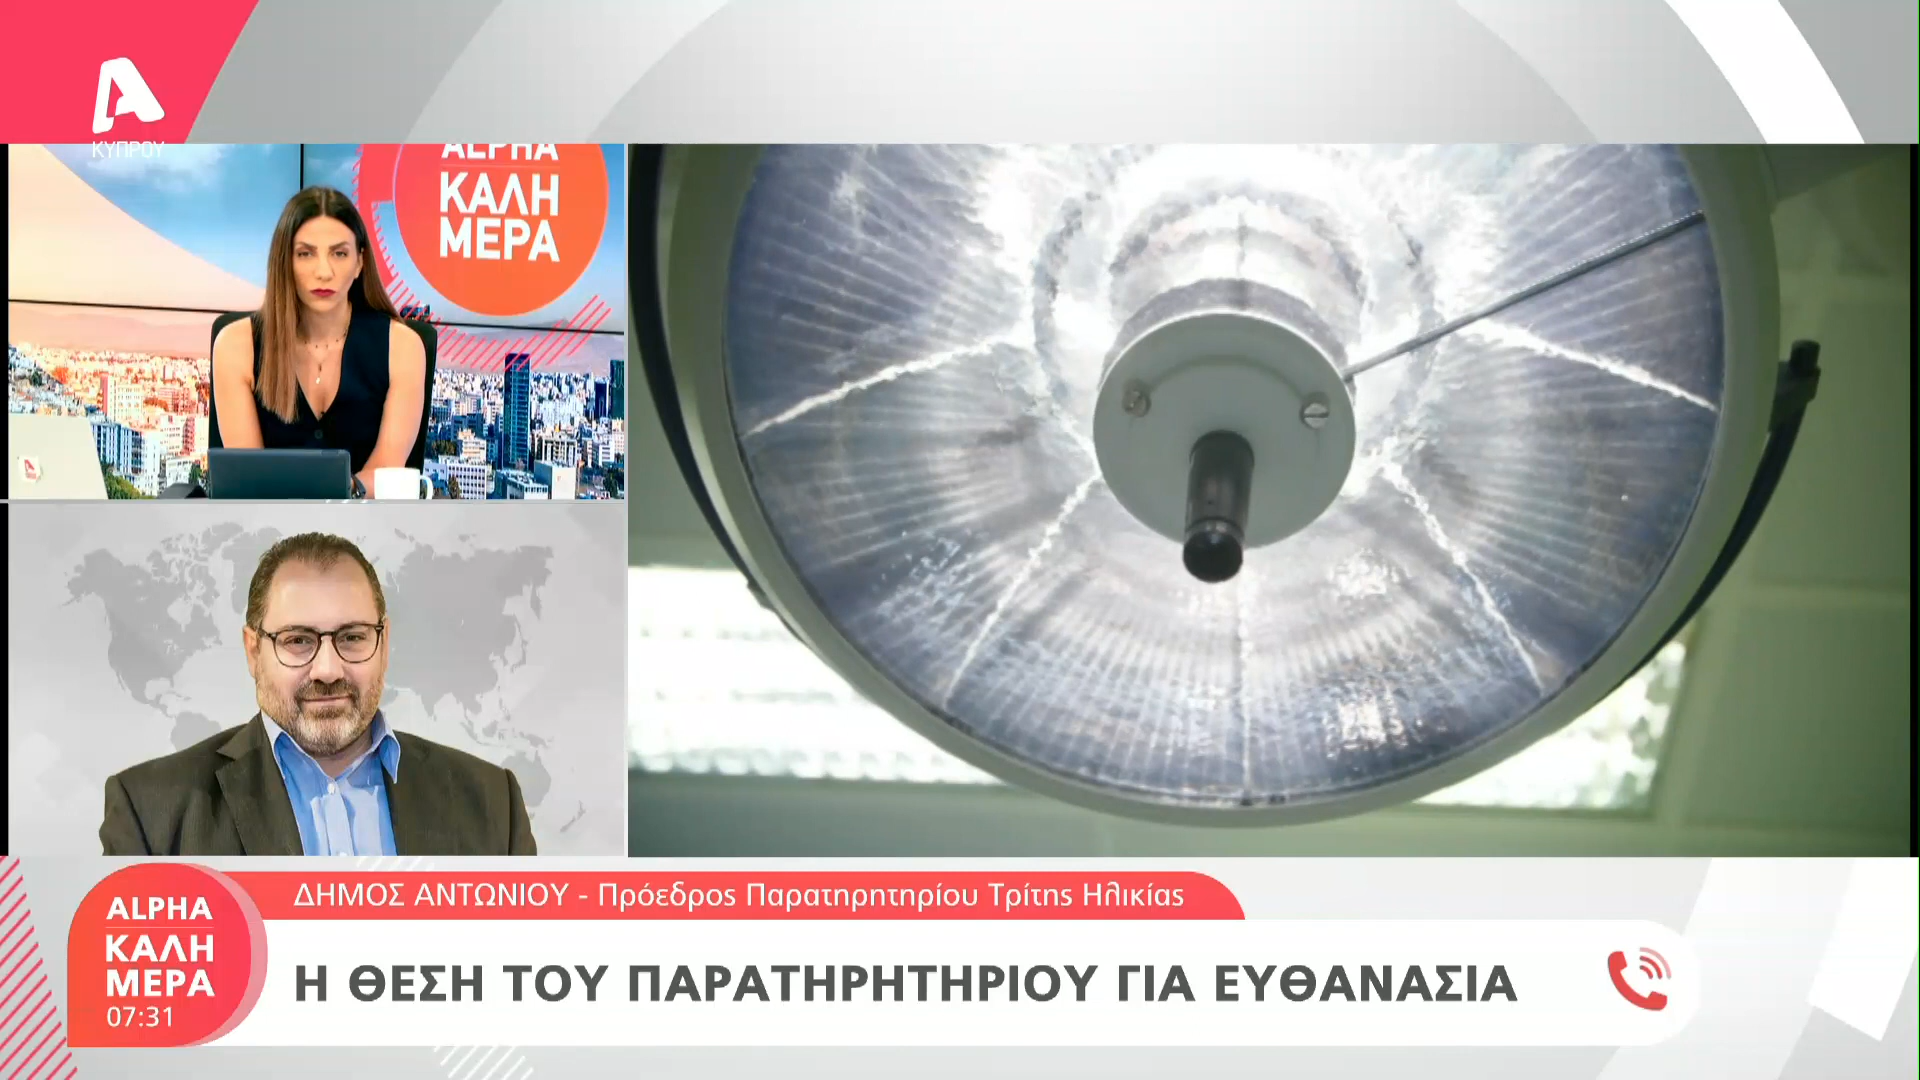 ΚΥΠΡΟΥ
ALPHA
ΚΑΛΗ
ΜΕΡΑ
ΔΗΜΟΣ ΑΝΤΩΝΙΟΥ - Πρόεδρος Παρατηρητηρίου Τρίτης Ηλικίας
ALPHA
ΚΑΛΗ
ΜΕΡΑ
07:31
Η ΘΕΣΗ ΤΟΥ ΠΑΡΑΤΗΡΗΤΗΡΙΟΥ ΓΙΑ ΕΥΘΑΝΑΣΙΑ